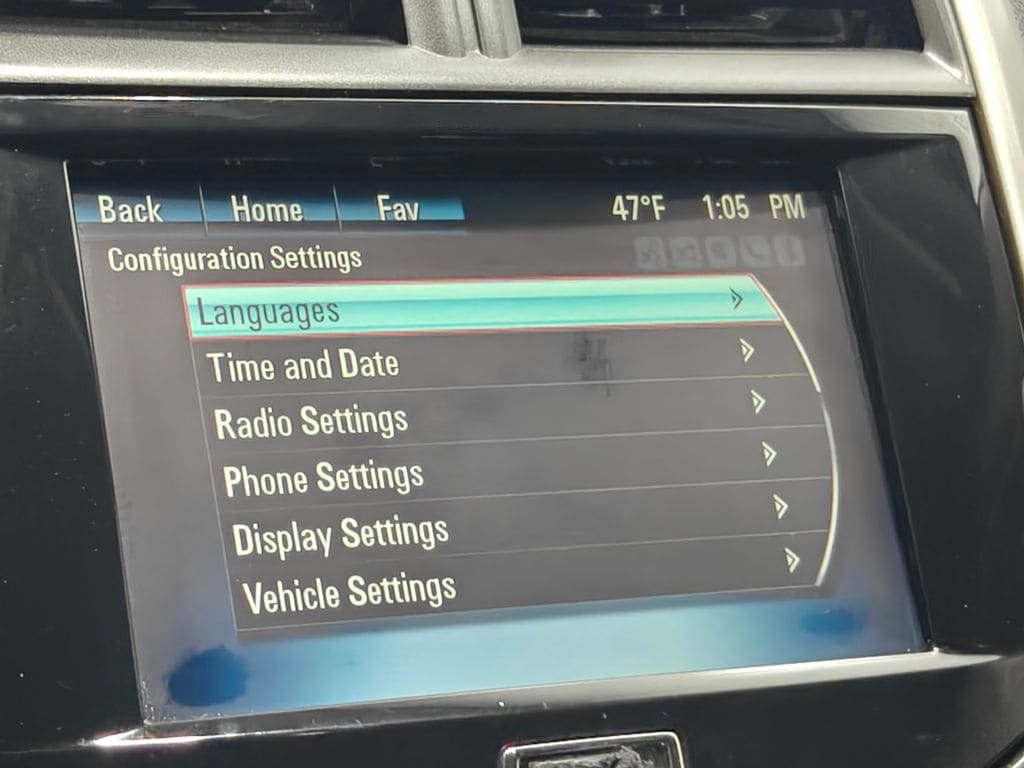 Back Home Fav 47°F 1:05 PM
Configuration Settings
Languages
Time and Date
Radio Settings
Phone Settings
Display Settings
Vehicle Settings